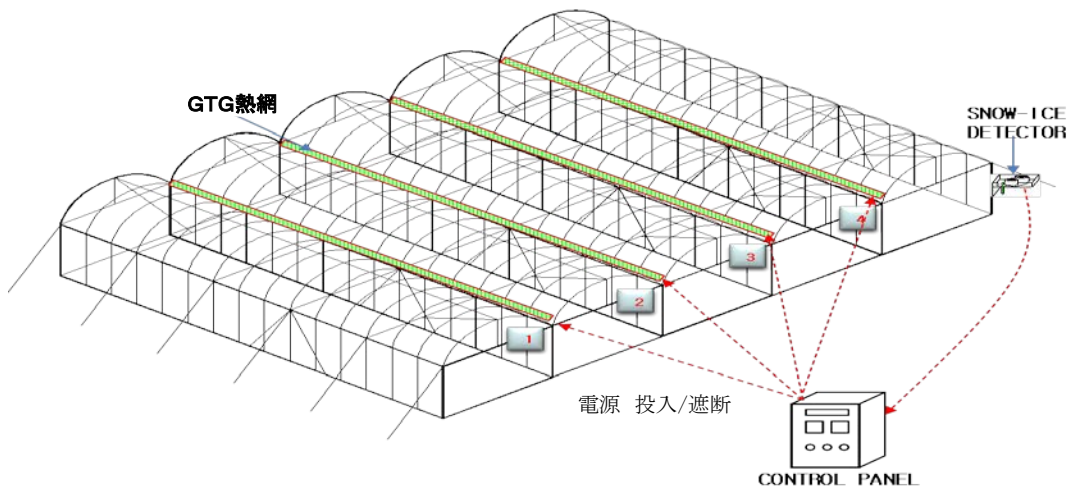 GTG熱網
SNOW-ICE
DETECTOR
4
3
2
1
電源 投入/遮断
CONTROL PANEL